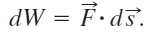 dW = F⃗ · ds⃗.